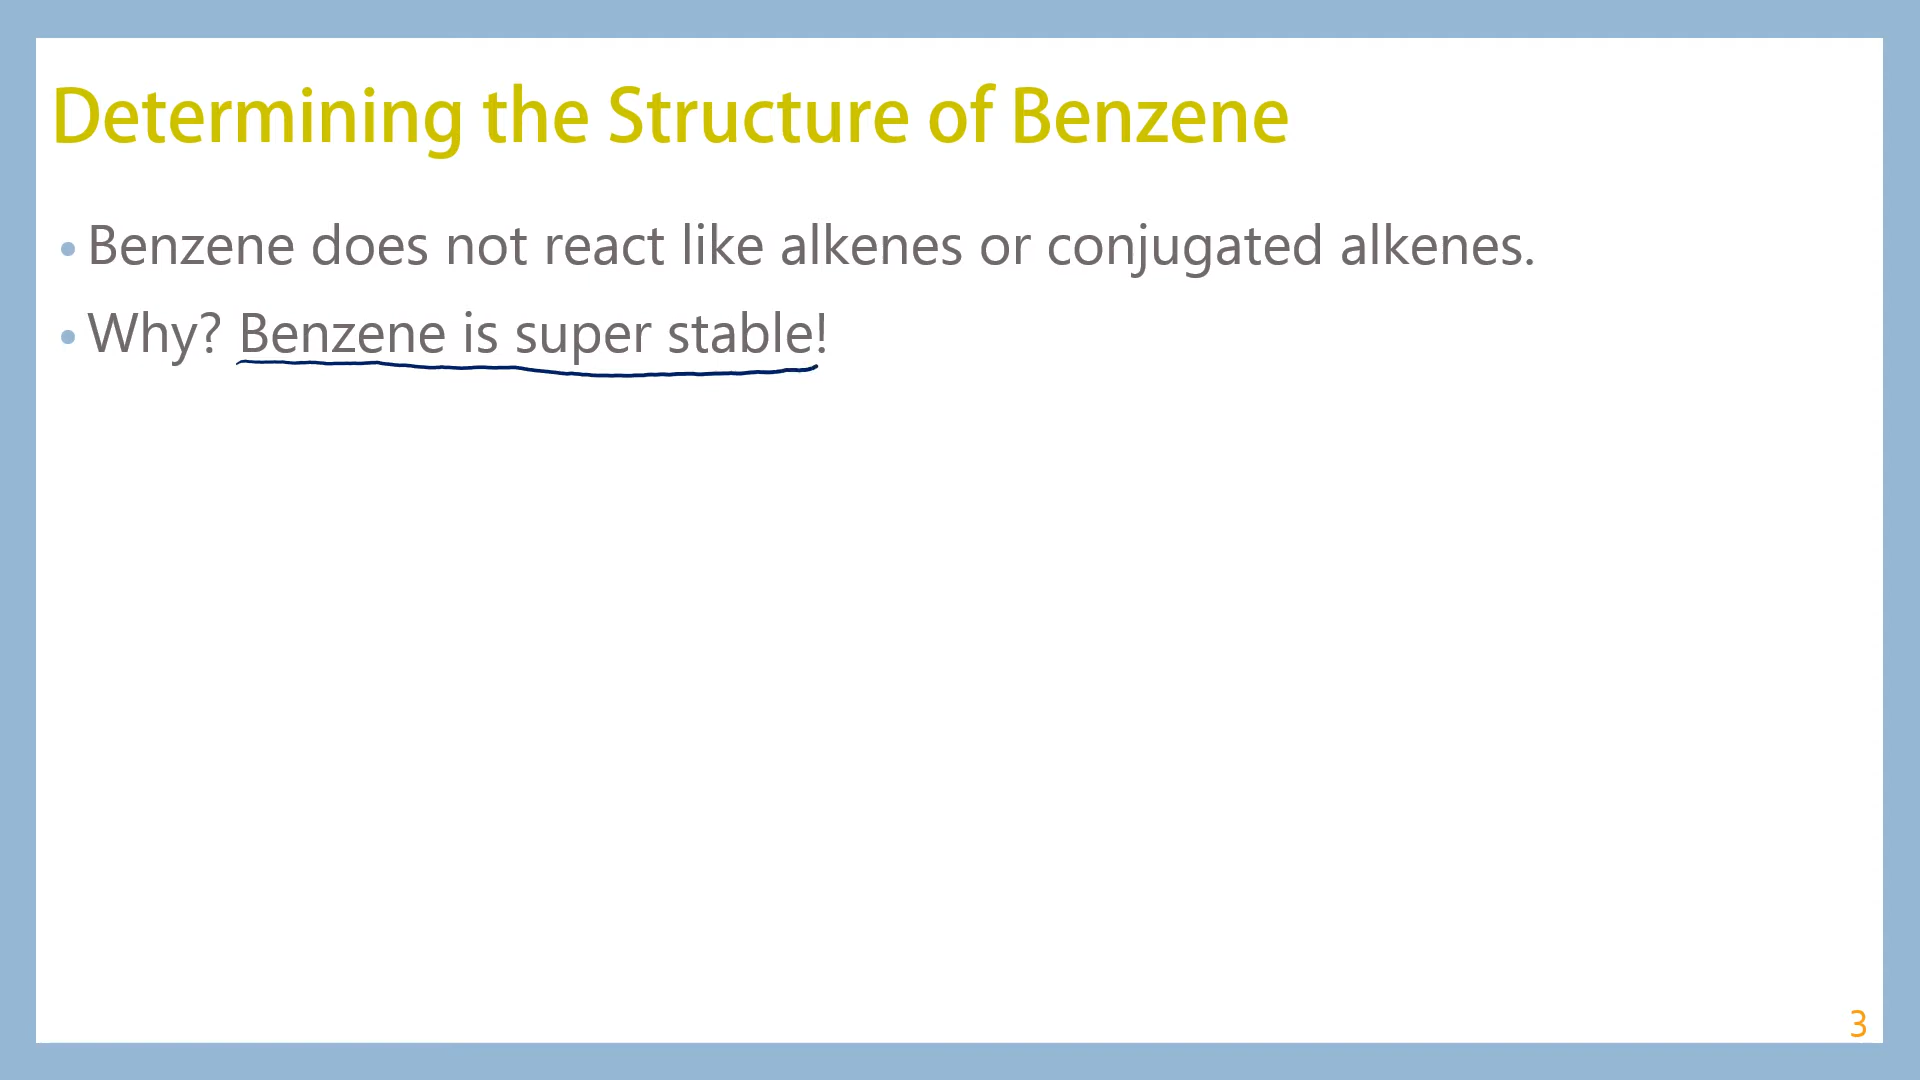 Determining the Structure of Benzene
• Benzene does not react like alkenes or conjugated alkenes.
• Why? Benzene is super stable!
3